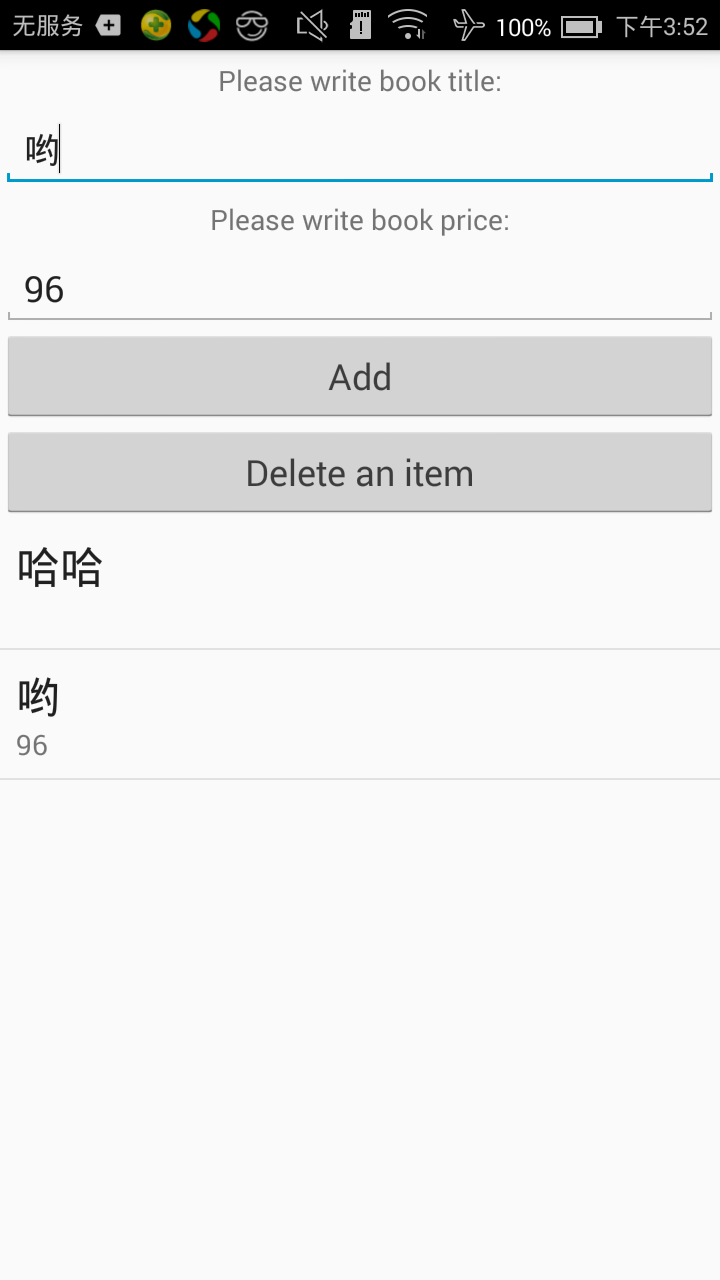 无服务 100% 下午3:52
Please write book title:
哟
Please write book price:
96
Add
Delete an item
哈哈
哟
96